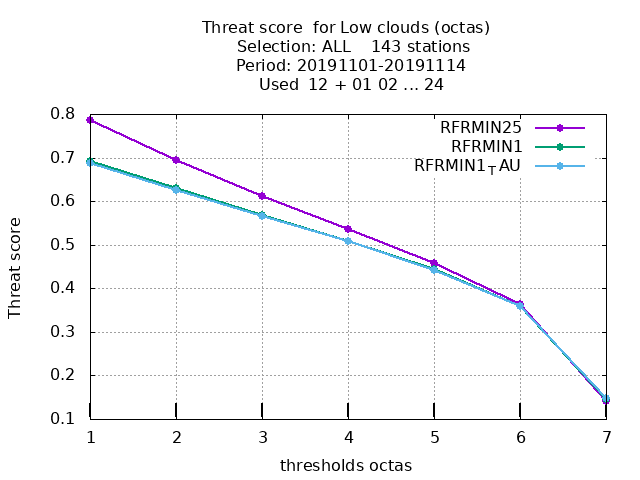 Threat score  for Low clouds (octas)
Selection: ALL    143 stations
Period: 20191101-20191114
Used  12 + 01 02 ... 24
RFRMIN25
RFRMIN1
RFRMIN1TAU
Threat score
0.8
0.7
0.6
0.5
0.4
0.3
0.2
0.1
1 2 3 4 5 6 7
thresholds octas